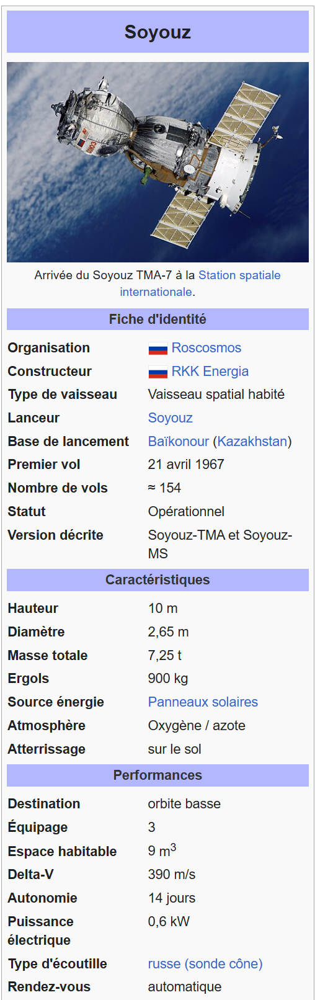 Soyouz
Arrivée du Soyouz TMA-7 à la Station spatiale
internationale.
Fiche d'identité
Organisation Roscosmos
Constructeur RKK Energia
Type de vaisseau Vaisseau spatial habité
Lanceur Soyouz
Base de lancement Baïkonour (Kazakhstan)
Premier vol 21 avril 1967
Nombre de vols ≈ 154
Statut Opérationnel
Version décrite Soyouz-TMA et Soyouz-
MS
Caractéristiques
Hauteur 10 m
Diamètre 2,65 m
Masse totale 7,25 t
Ergols 900 kg
Source énergie Panneaux solaires
Atmosphère Oxygène / azote
Atterrissage sur le sol
Performances
Destination orbite basse
Équipage 3
Espace habitable 9 m3
Delta-V 390 m/s
Autonomie 14 jours
Puissance 0,6 kW
électrique
Type d'écoutille russe (sonde cône)
Rendez-vous automatique